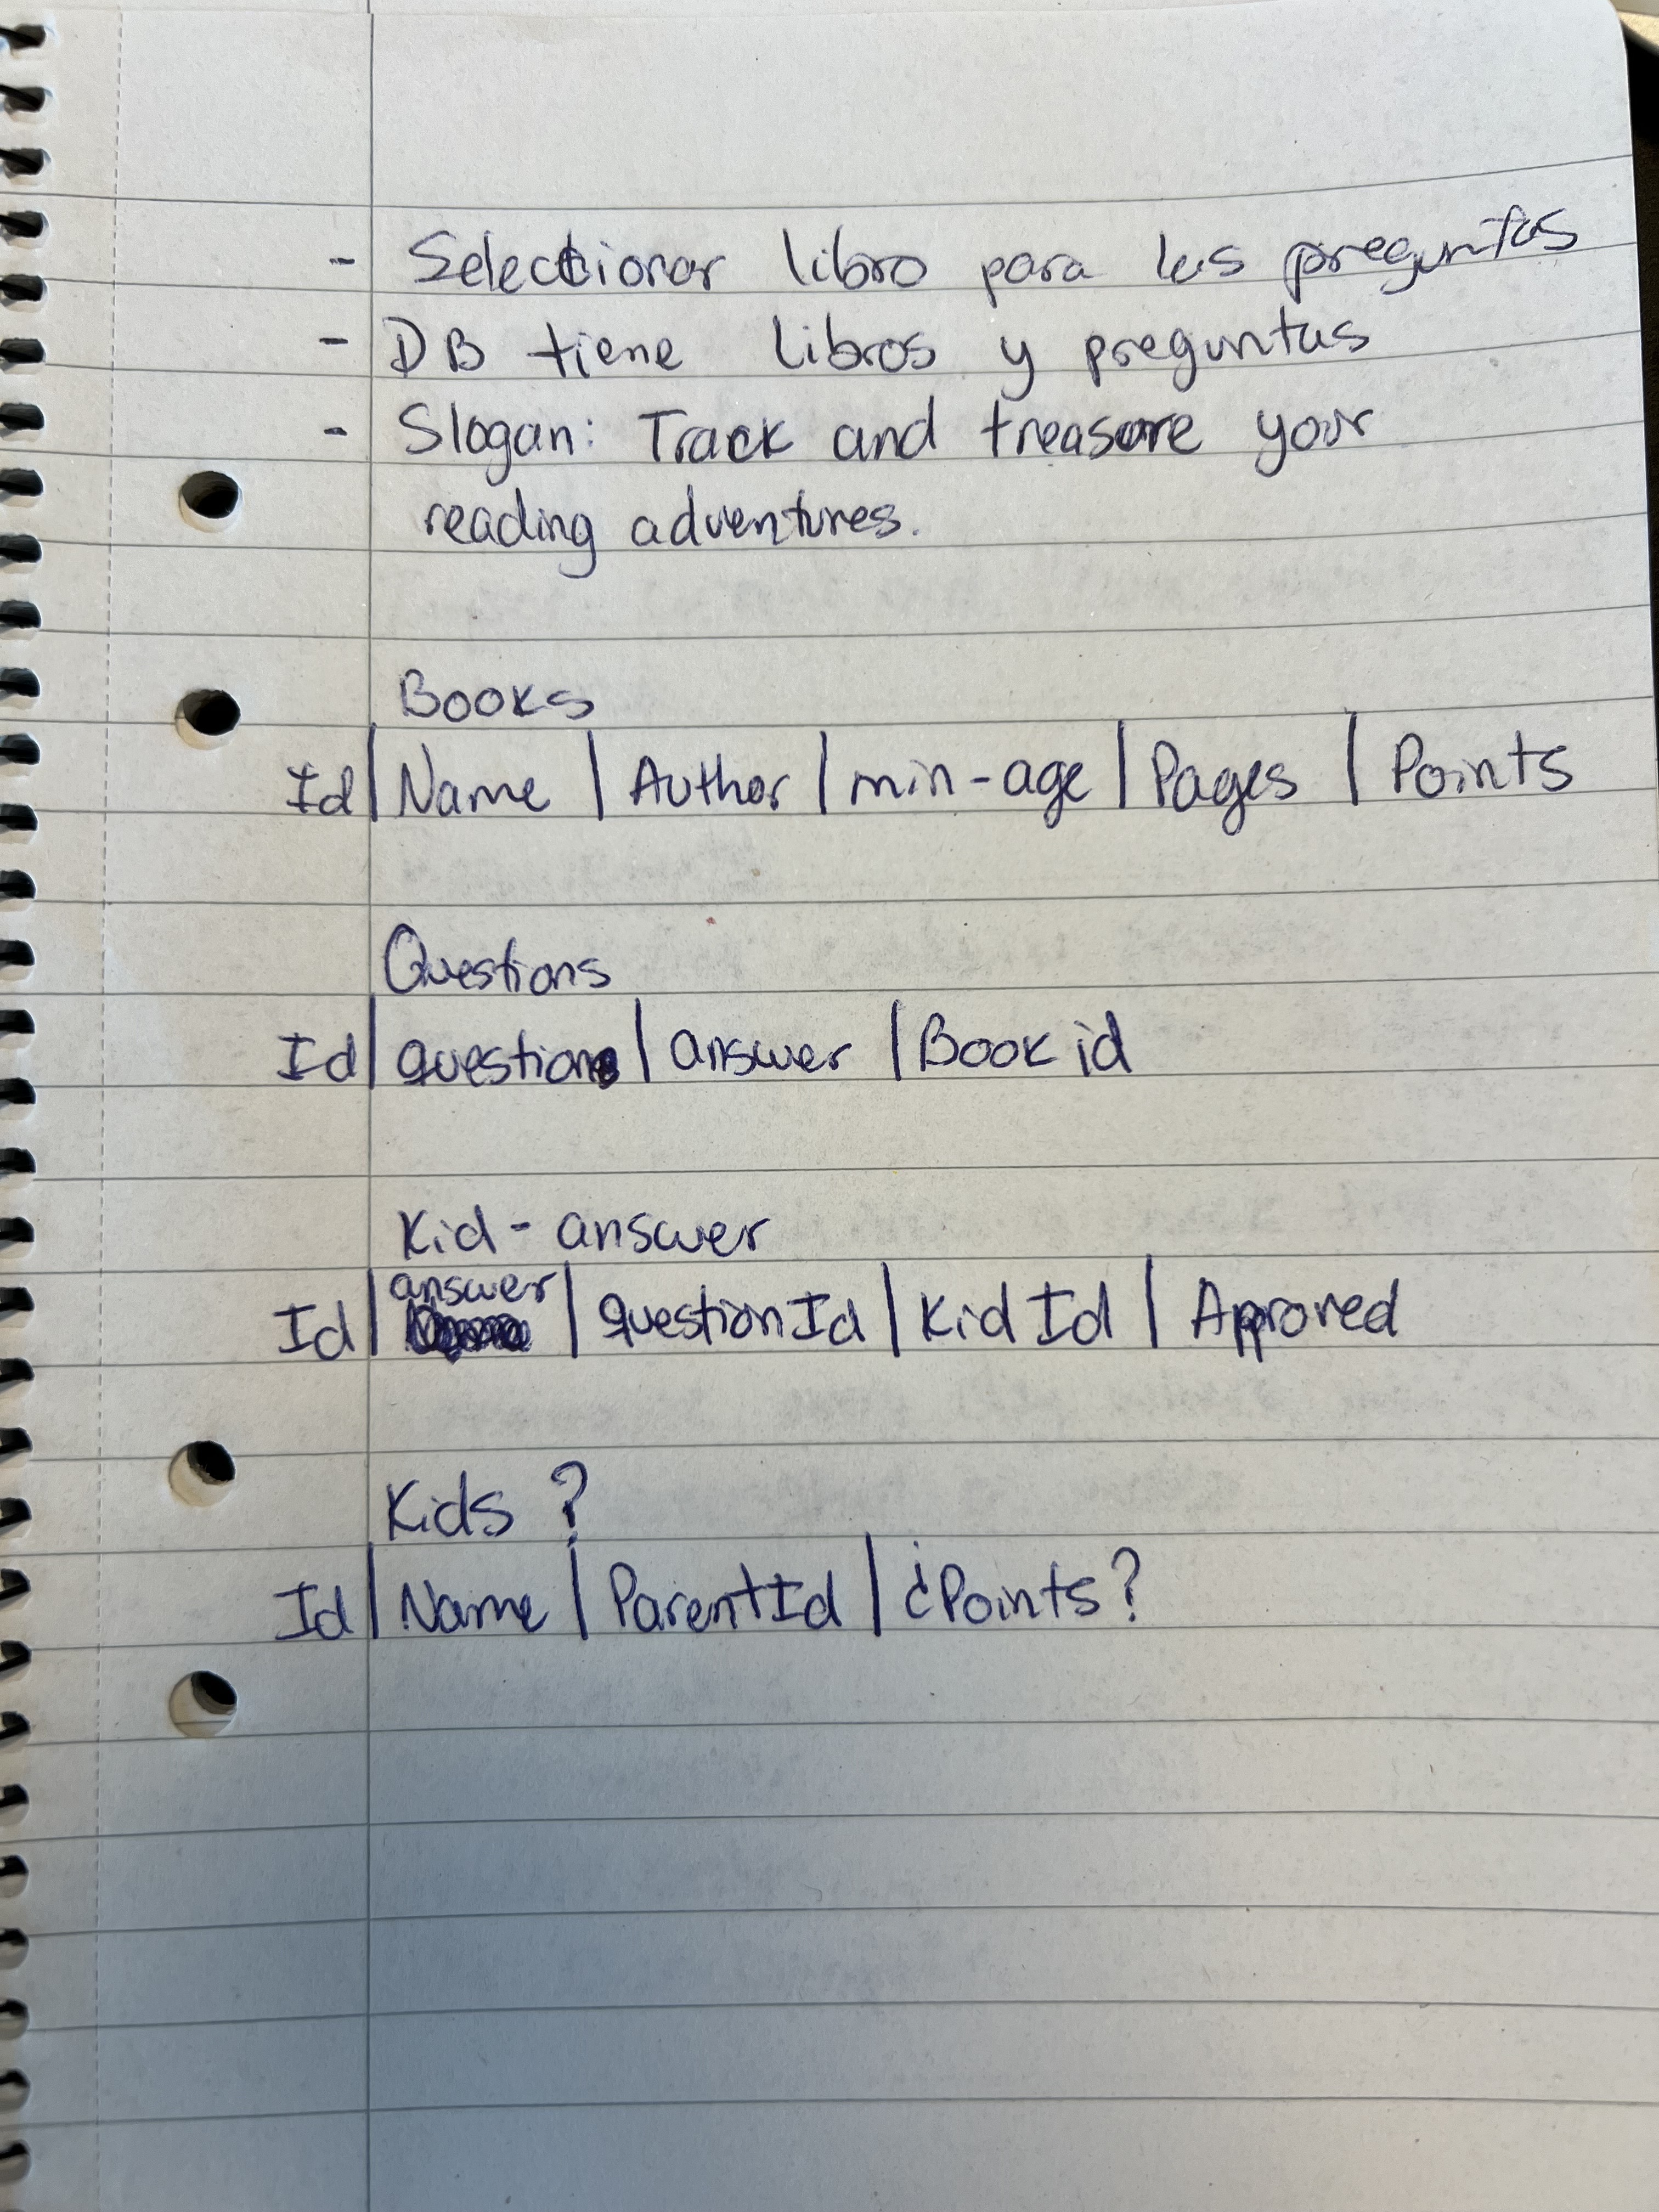 - Selectionar libro para las preguntas
- DB tiene libros y preguntas
- Slogan: Track and treasure your
reading adventures.
Books
Id | Name | Author | min-age | Pages | Points
Questions
Id | question | answer | Book id
Kid - answer
Id | answer | questionId | Kid Id | Approved
Kids ?
Id | Name | ParentId | ¿Points?